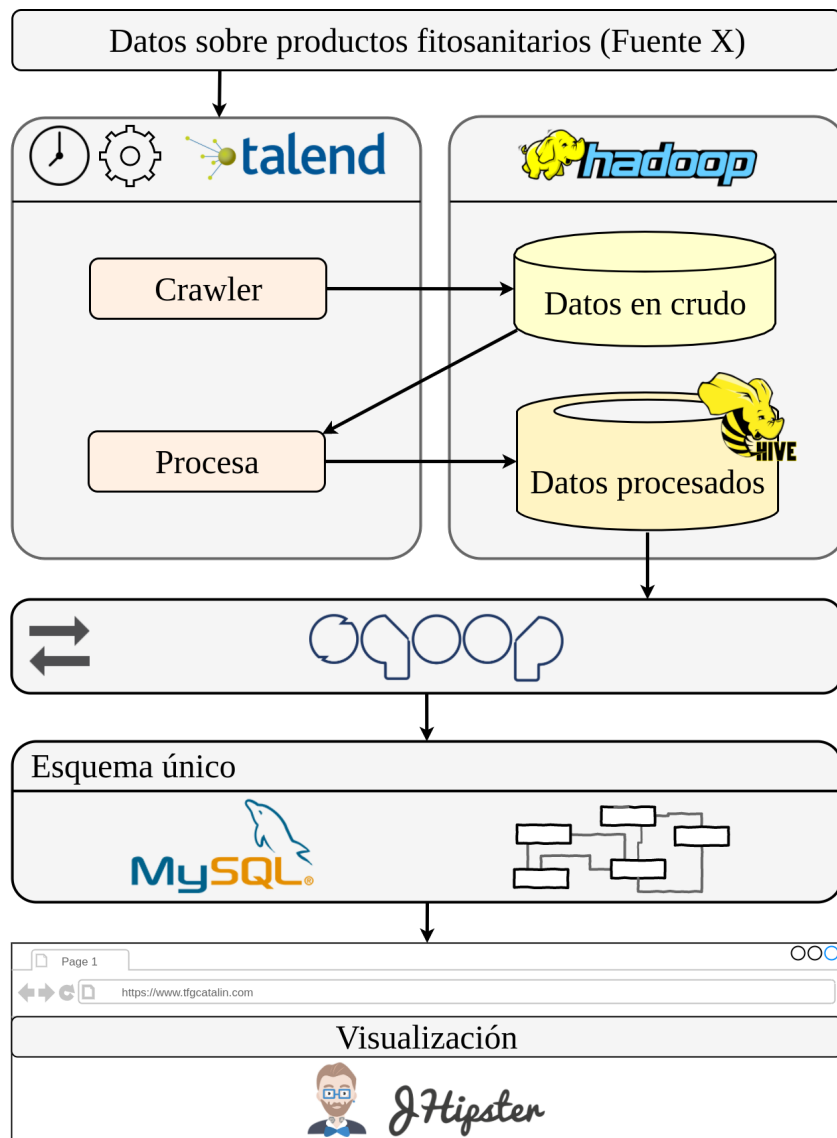 Datos sobre productos fitosanitarios (Fuente X)
talend
hadoop
Crawler
Datos en crudo
Procesa
HIVE
Datos procesados
sqoop
Esquema único
MySQL®
Page 1
https://www.tfgcatalin.com
Visualización
JHipster